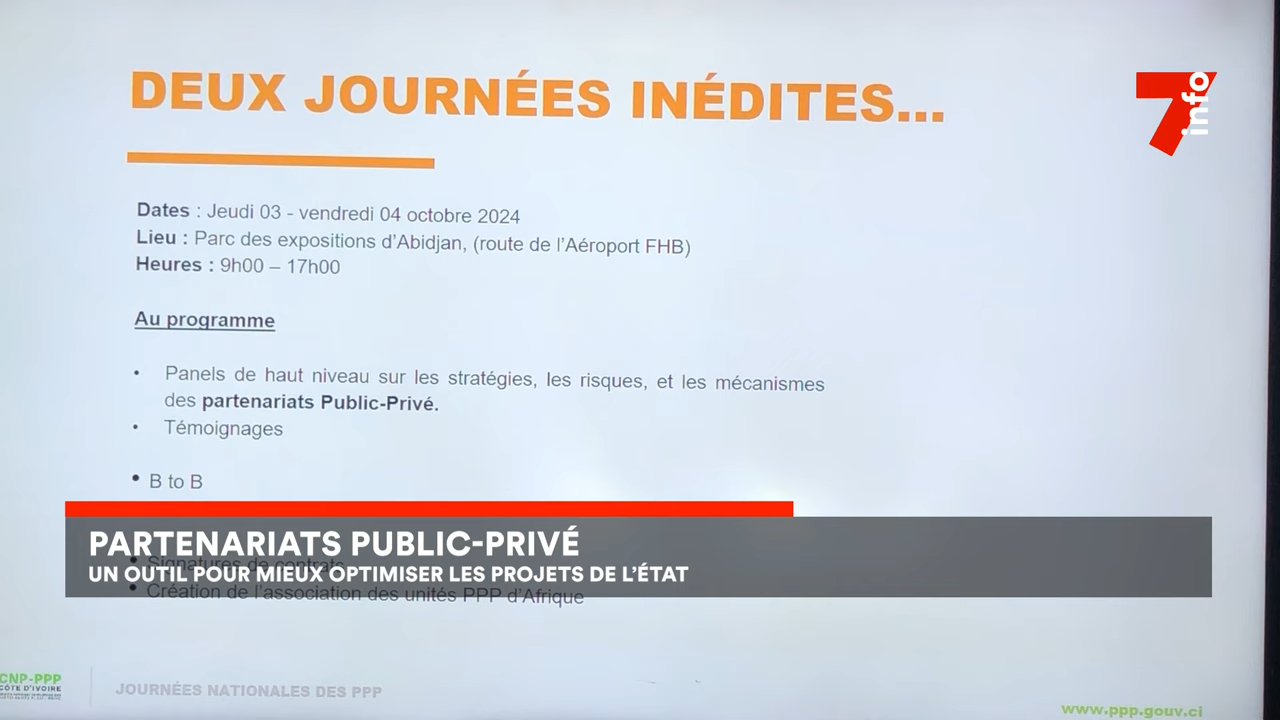 DEUX JOURNÉES INÉDITES...
7 info
Dates : Jeudi 03 - vendredi 04 octobre 2024
Lieu : Parc des expositions d'Abidjan, (route de l'Aéroport FHB)
Heures : 9h00 – 17h00
Au programme
• Panels de haut niveau sur les stratégies, les risques, et les mécanismes
des partenariats Public-Privé.
• Témoignages
• B to B
PARTENARIATS PUBLIC-PRIVÉ
• Signatures de contrats
UN OUTIL POUR MIEUX OPTIMISER LES PROJETS DE L'ÉTAT
• Création de l'association des unités PPP d'Afrique
CNP-PPP
CÔTE D'IVOIRE
JOURNÉES NATIONALES DES PPP
www.ppp.gouv.ci